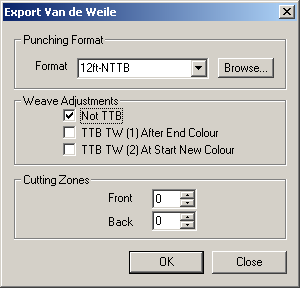 Export Van de Weile
Punching Format
Format 12ft-NTTB Browse...
Weave Adjustments
Not TTB
TTB TW (1) After End Colour
TTB TW (2) At Start New Colour
Cutting Zones
Front 0
Back 0
OK Close